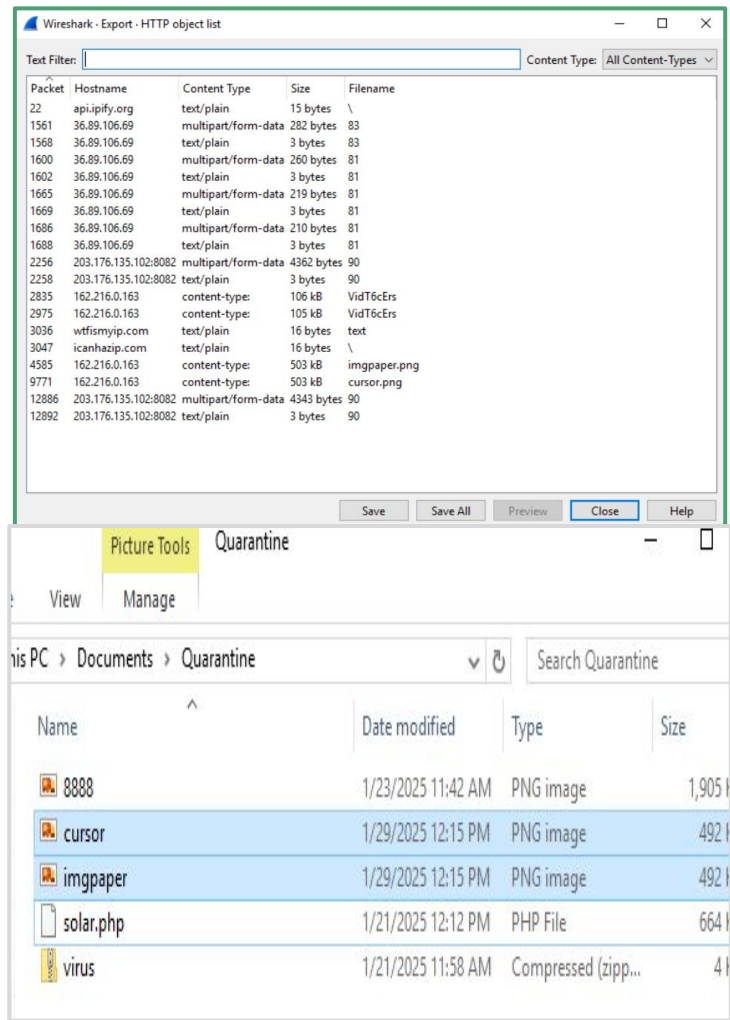 Wireshark · Export · HTTP object list
Text Filter: Content Type: All Content-Types
Packet Hostname Content Type Size Filename
22 api.ipify.org text/plain 15 bytes \
1561 36.89.106.69 multipart/form-data 282 bytes 83
1568 36.89.106.69 text/plain 3 bytes 83
1600 36.89.106.69 multipart/form-data 260 bytes 81
1602 36.89.106.69 text/plain 3 bytes 81
1665 36.89.106.69 multipart/form-data 219 bytes 81
1669 36.89.106.69 text/plain 3 bytes 81
1686 36.89.106.69 multipart/form-data 210 bytes 81
1688 36.89.106.69 text/plain 3 bytes 81
2256 203.176.135.102:8082 multipart/form-data 4362 bytes 90
2258 203.176.135.102:8082 text/plain 3 bytes 90
2835 162.216.0.163 content-type: 106 kB VidT6cErs
2975 162.216.0.163 content-type: 105 kB VidT6cErs
3036 wtfismyip.com text/plain 16 bytes text
3047 icanhazip.com text/plain 16 bytes \
4585 162.216.0.163 content-type: 503 kB imgpaper.png
9771 162.216.0.163 content-type: 503 kB cursor.png
12886 203.176.135.102:8082 multipart/form-data 4343 bytes 90
12892 203.176.135.102:8082 text/plain 3 bytes 90
Save Save All Preview Close Help
Picture Tools Quarantine
View Manage
his PC > Documents > Quarantine Search Quarantine
Name Date modified Type Size
8888 1/23/2025 11:42 AM PNG image 1,905
cursor 1/29/2025 12:15 PM PNG image 492
imgpaper 1/29/2025 12:15 PM PNG image 492
solar.php 1/21/2025 12:12 PM PHP File 664
virus 1/21/2025 11:58 AM Compressed (zipp... 4